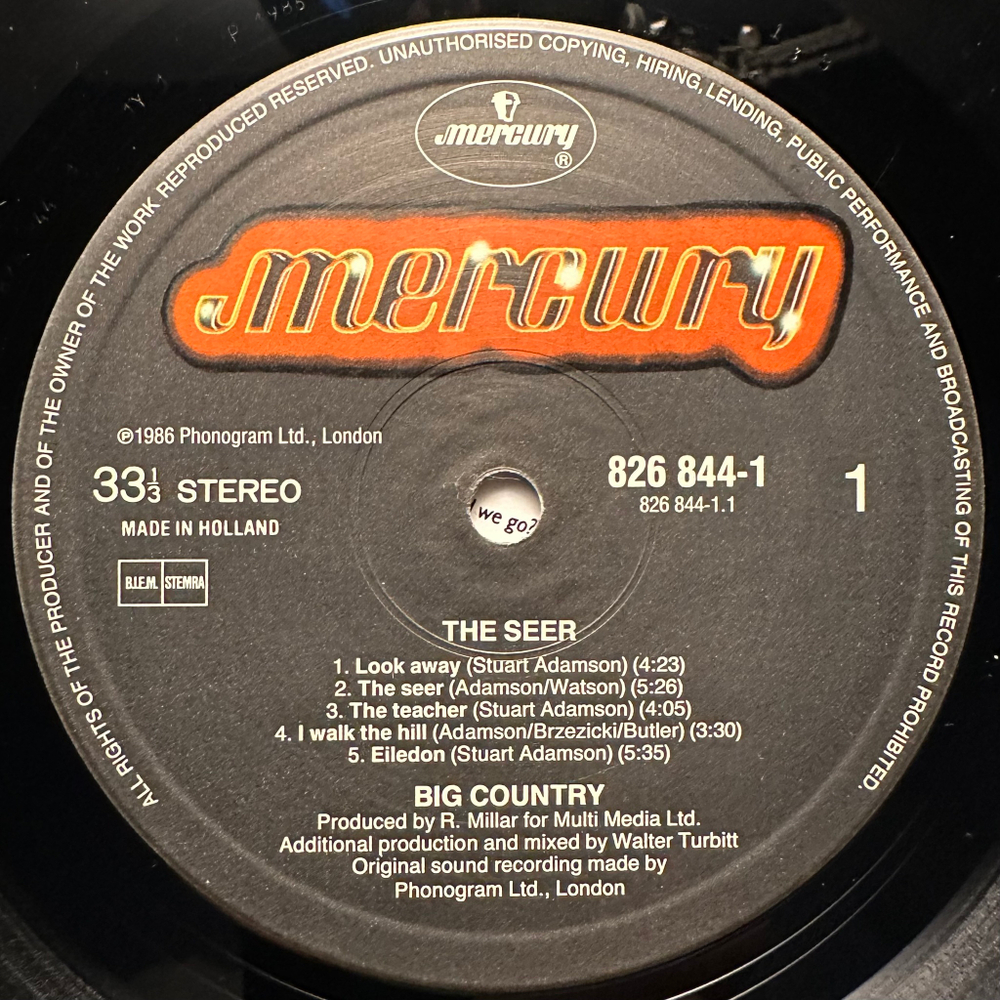 ALL RIGHTS OF THE PRODUCER AND OF THE OWNER OF THE WORK REPRODUCED RESERVED. UNAUTHORISED COPYING, HIRING, LENDING, PUBLIC PERFORMANCE AND BROADCASTING OF THIS RECORD PROHIBITED.
mercury
®
mercury
℗1986 Phonogram Ltd., London
33⅓ STEREO
MADE IN HOLLAND
B.I.E.M. STEMRA
826 844-1
826 844-1.1
1
we go?
THE SEER
1. Look away (Stuart Adamson) (4:23)
2. The seer (Adamson/Watson) (5:26)
3. The teacher (Stuart Adamson) (4:05)
4. I walk the hill (Adamson/Brzezicki/Butler) (3:30)
5. Eiledon (Stuart Adamson) (5:35)
BIG COUNTRY
Produced by R. Millar for Multi Media Ltd.
Additional production and mixed by Walter Turbitt
Original sound recording made by
Phonogram Ltd., London